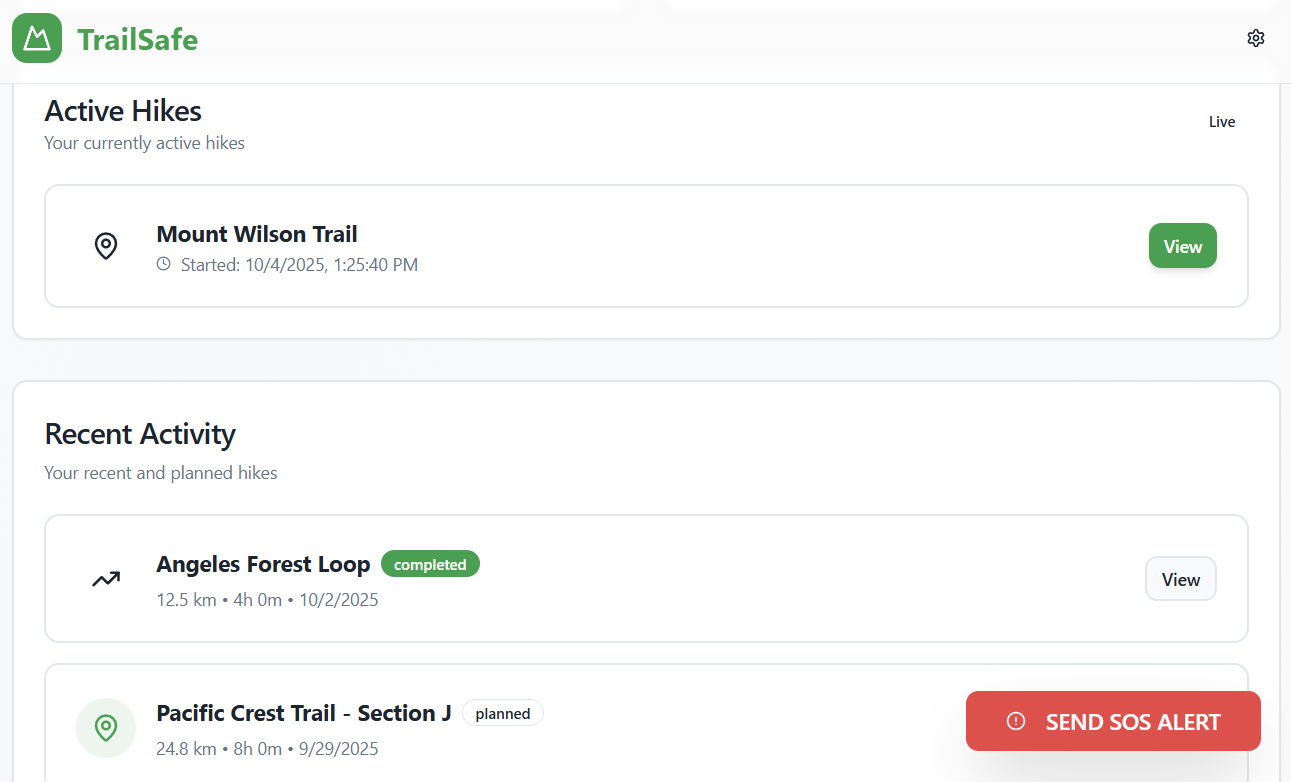 TrailSafe
Active Hikes
Live
Your currently active hikes
Mount Wilson Trail
Started: 10/4/2025, 1:25:40 PM
View
Recent Activity
Your recent and planned hikes
Angeles Forest Loop completed
12.5 km • 4h 0m • 10/2/2025
View
Pacific Crest Trail - Section J planned
24.8 km • 8h 0m • 9/29/2025
SEND SOS ALERT